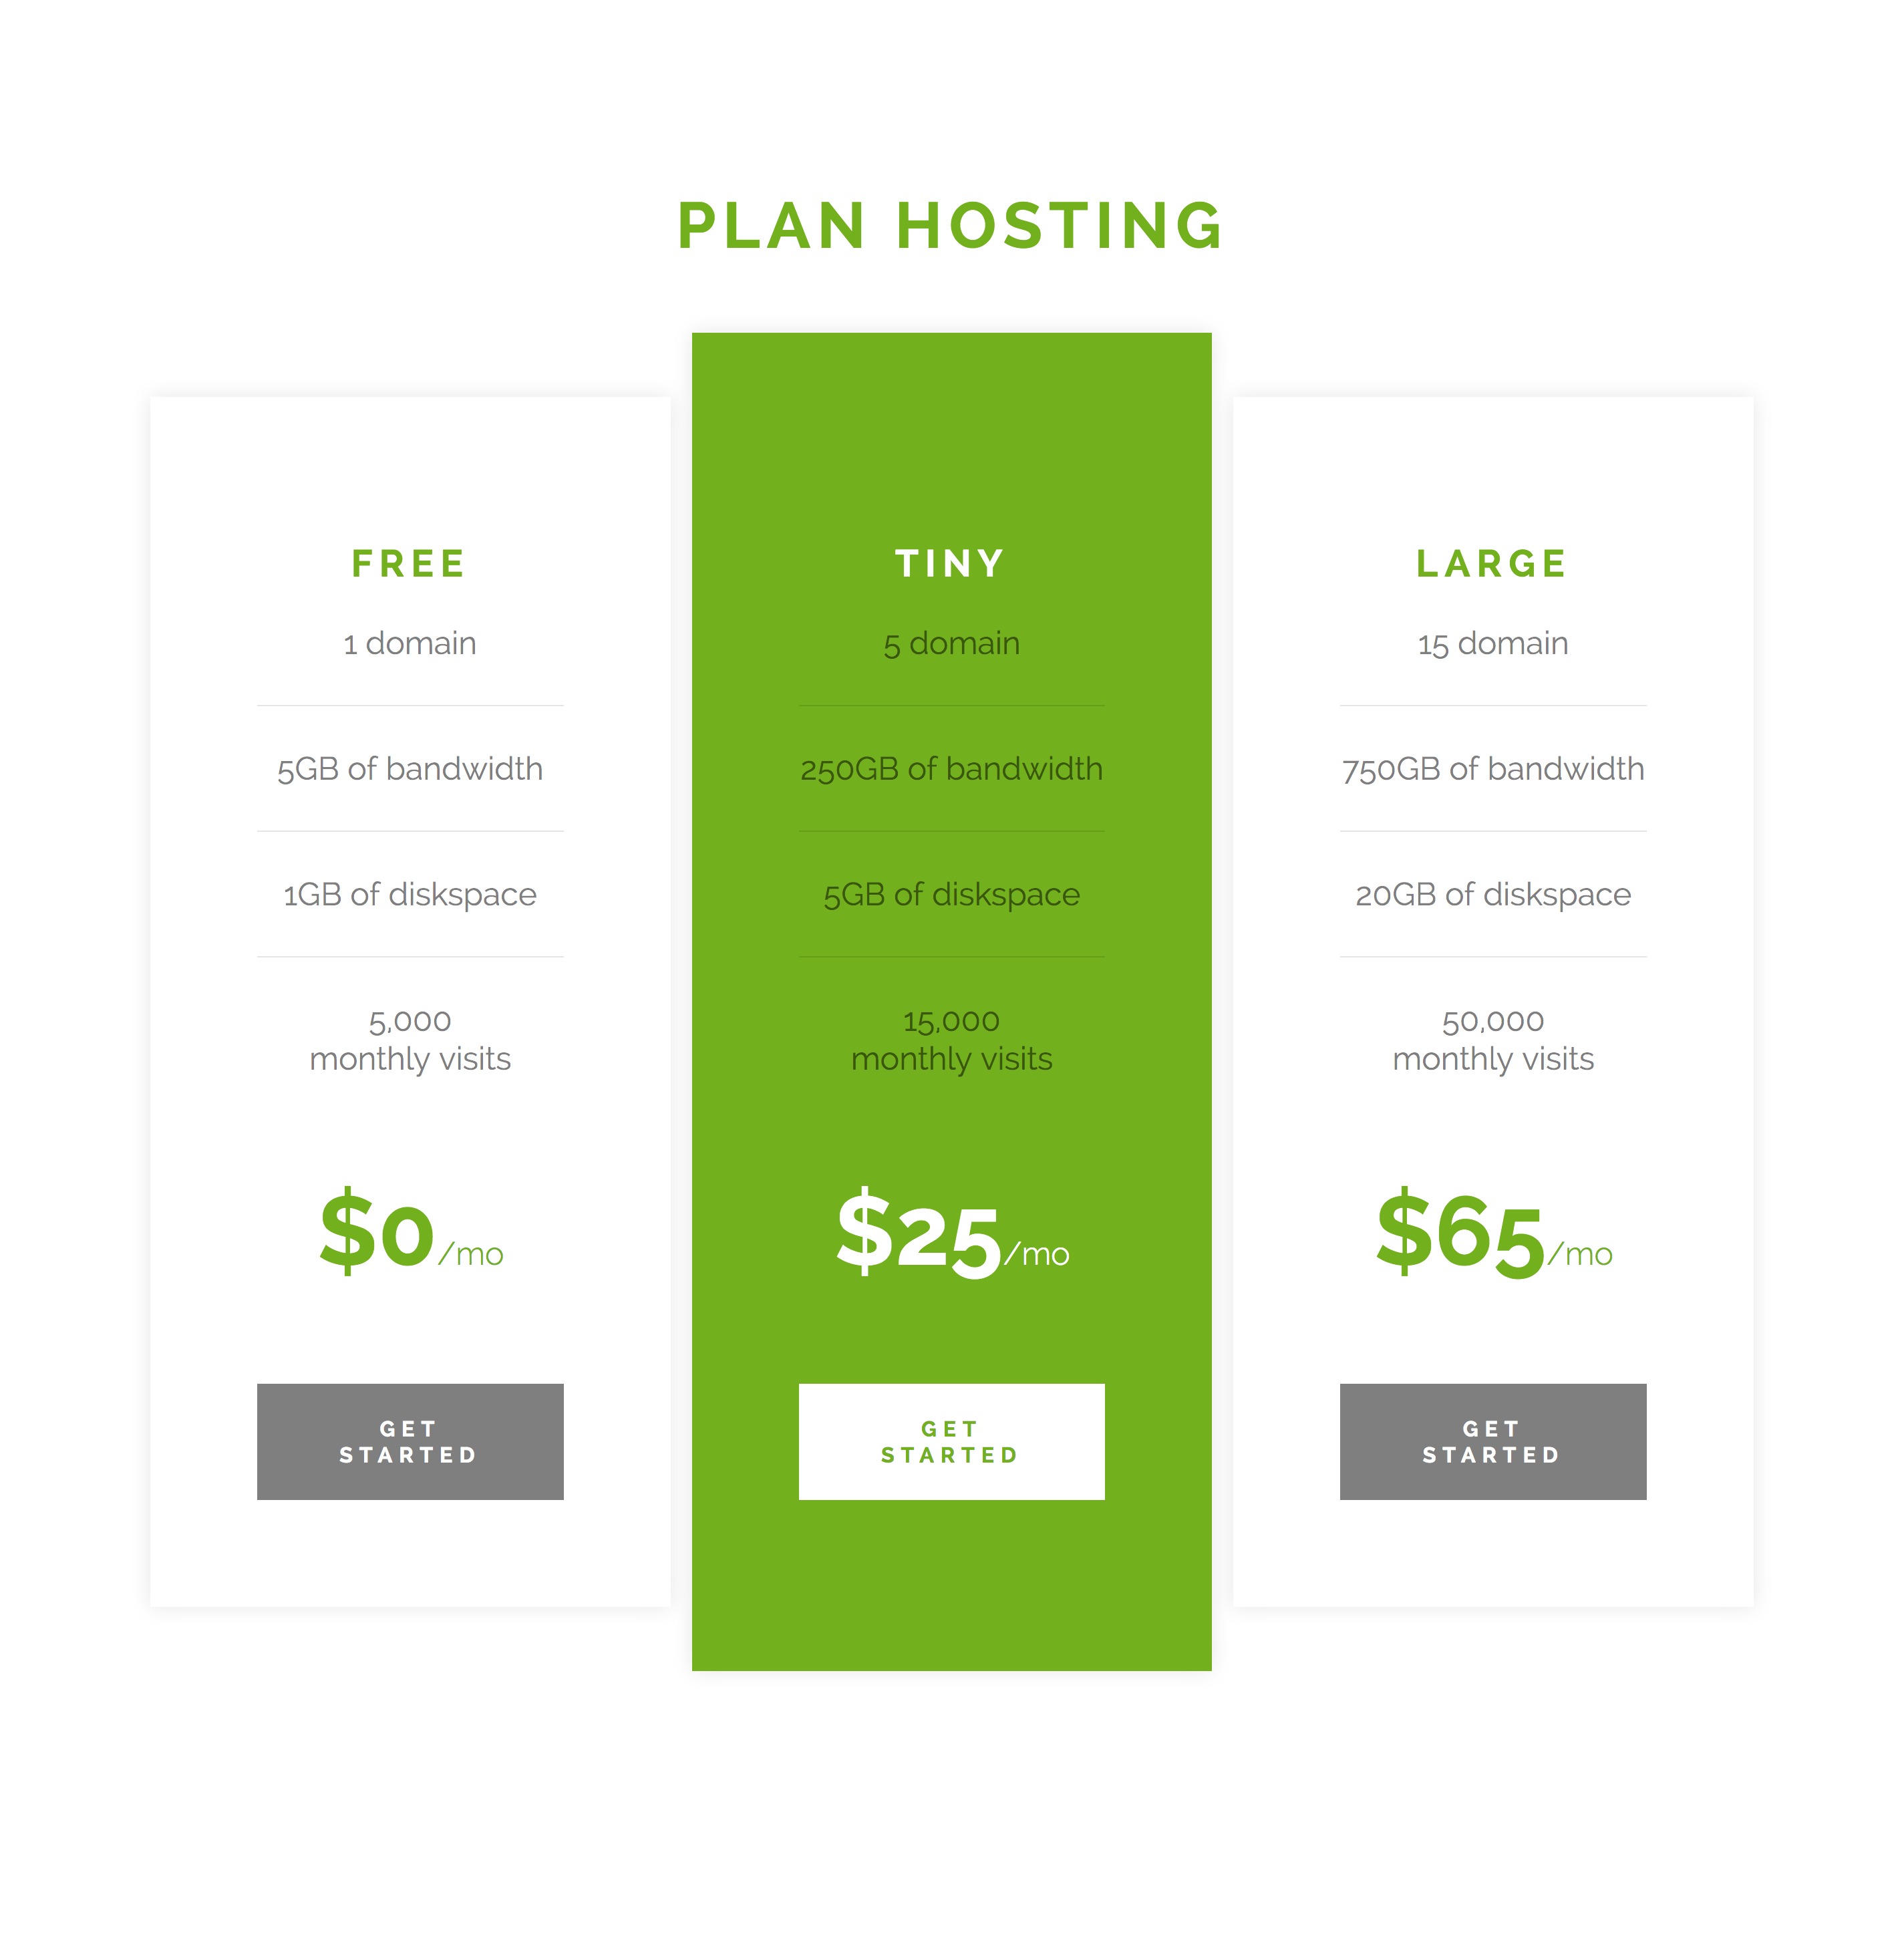 PLAN HOSTING
FREE
1 domain
5GB of bandwidth
1GB of diskspace
5,000
monthly visits
$0/mo
GET
STARTED
TINY
5 domain
250GB of bandwidth
5GB of diskspace
15,000
monthly visits
$25/mo
GET
STARTED
LARGE
15 domain
750GB of bandwidth
20GB of diskspace
50,000
monthly visits
$65/mo
GET
STARTED